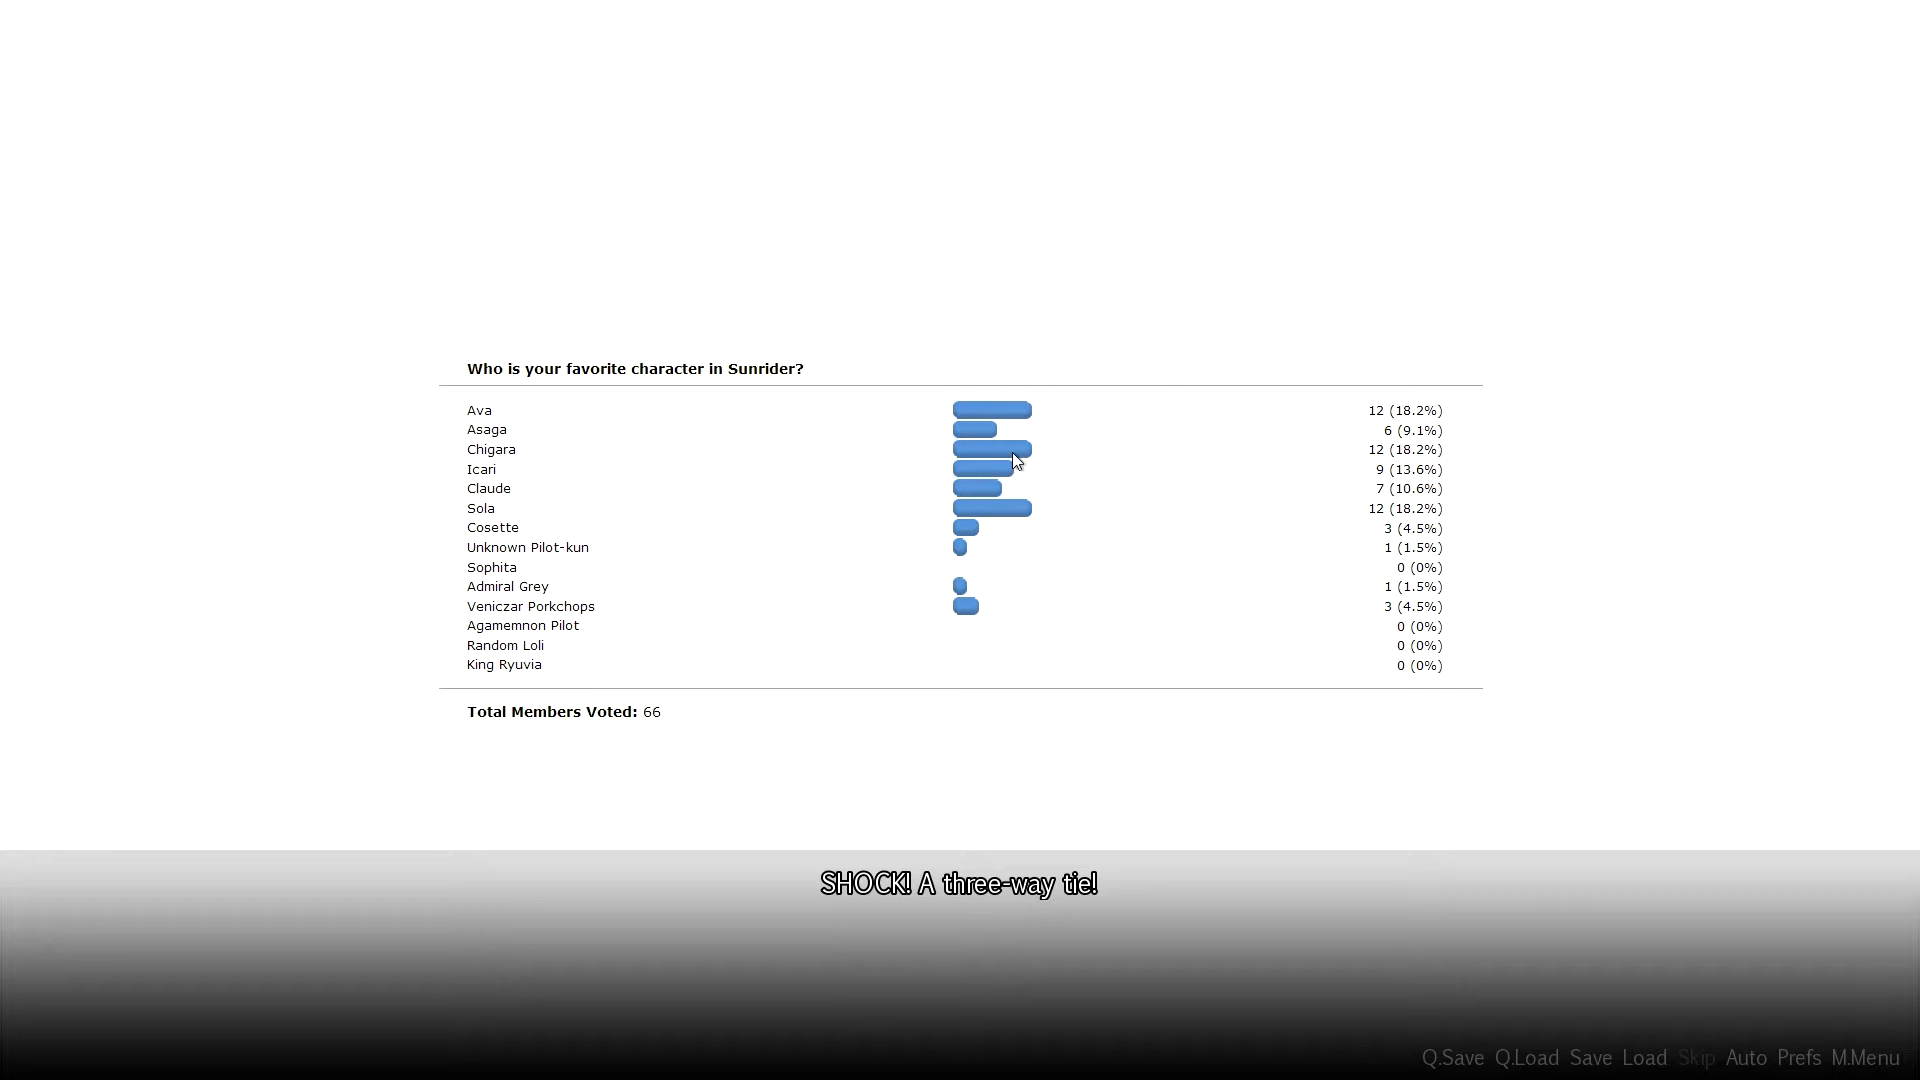 Who is your favorite character in Sunrider?
Ava 12 (18.2%)
Asaga 6 (9.1%)
Chigara 12 (18.2%)
Icari 9 (13.6%)
Claude 7 (10.6%)
Sola 12 (18.2%)
Cosette 3 (4.5%)
Unknown Pilot-kun 1 (1.5%)
Sophita 0 (0%)
Admiral Grey 1 (1.5%)
Veniczar Porkchops 3 (4.5%)
Agamemnon Pilot 0 (0%)
Random Loli 0 (0%)
King Ryuvia 0 (0%)
Total Members Voted: 66
SHOCK! A three-way tie!
Q.Save Q.Load Save Load Skip Auto Prefs M.Menu